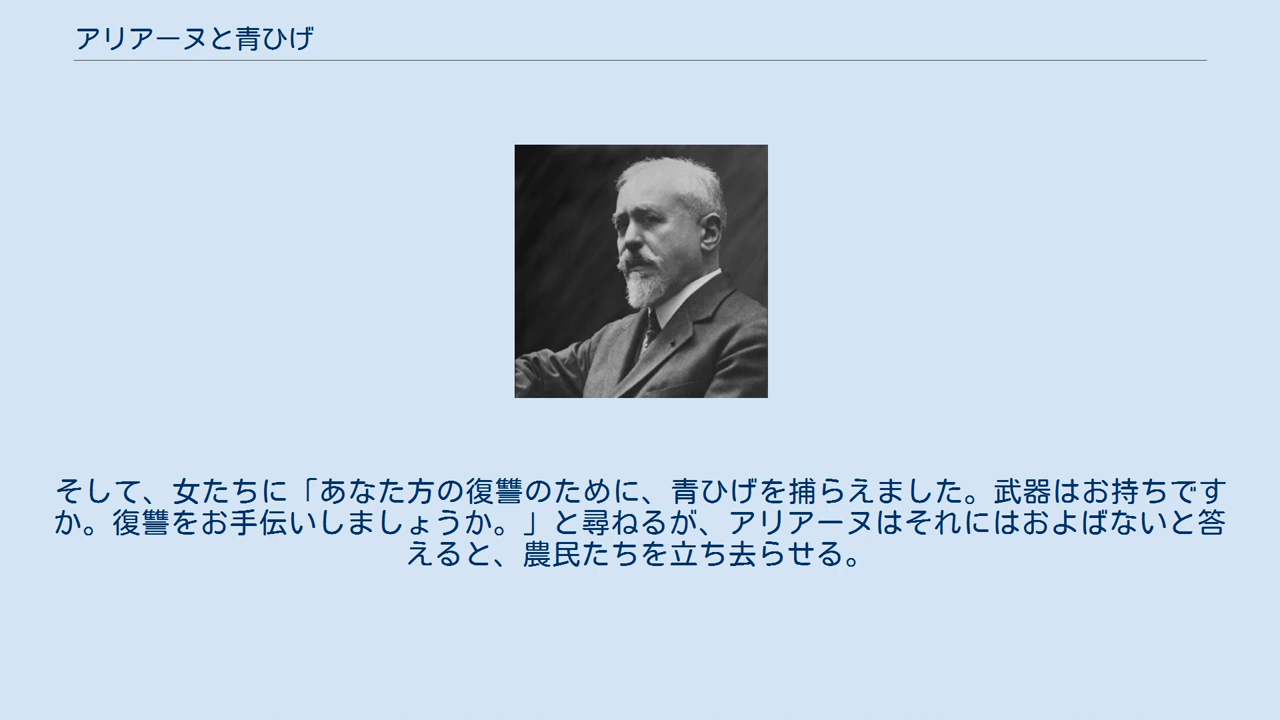 アリアーヌと青ひげ
そして、女たちに「あなた方の復讐のために、青ひげを捕らえました。武器はお持ちです
か。復讐をお手伝いしましょうか。」と尋ねるが、アリアーヌはそれにはおよばないと答
えると、農民たちを立ち去らせる。